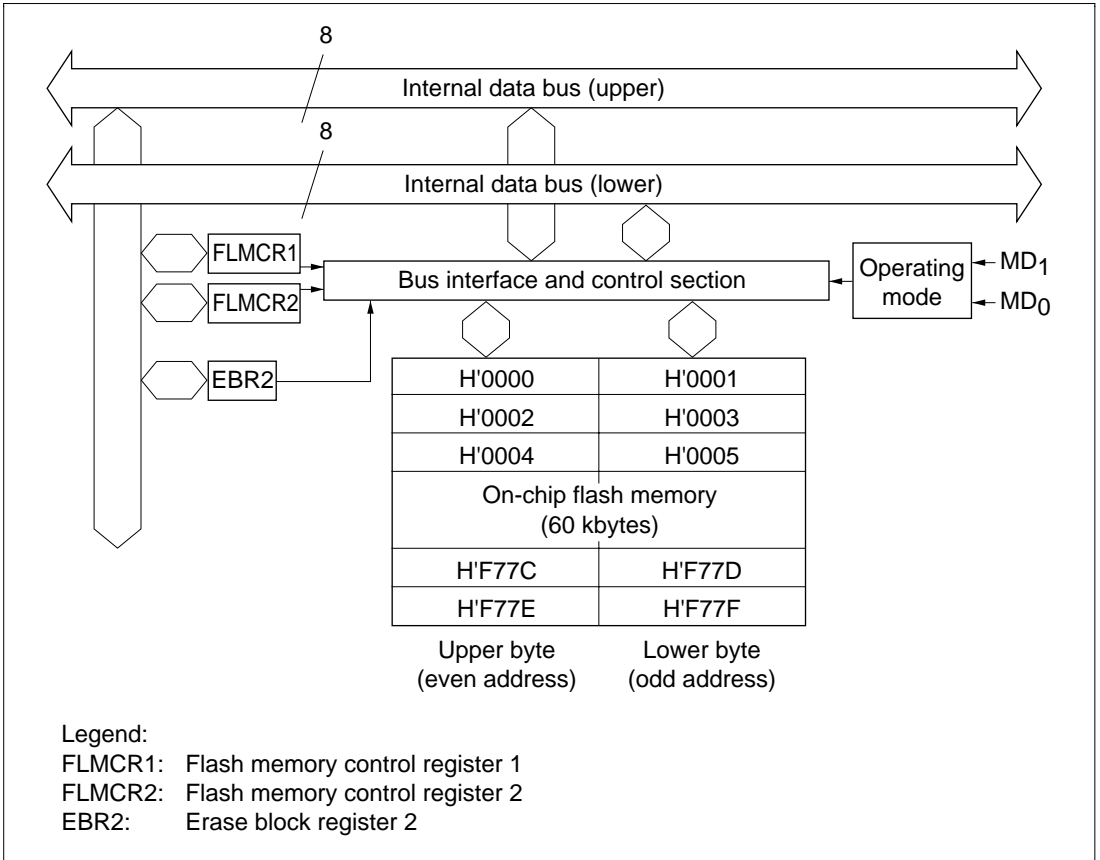 8
Internal data bus (upper)
8
Internal data bus (lower)
FLMCR1
Bus interface and control section
Operating
mode
MD1
FLMCR2
MD0
EBR2
H'0000 H'0001
H'0002 H'0003
H'0004 H'0005
On-chip flash memory
(60 kbytes)
H'F77C H'F77D
H'F77E H'F77F
Upper byte
(even address)
Lower byte
(odd address)
Legend:
FLMCR1: Flash memory control register 1
FLMCR2: Flash memory control register 2
EBR2: Erase block register 2